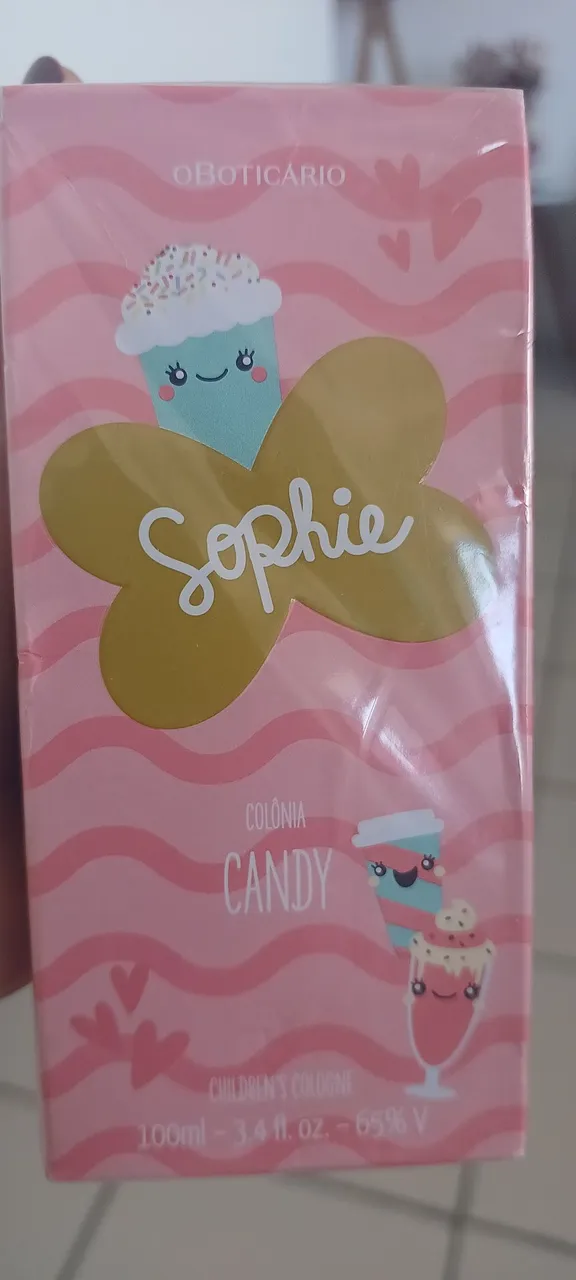 oBOTICÁRIO
Sophie
COLÔNIA
CANDY
CHILDREN'S COLOGNE
100ml - 3.4 fl. oz. - 65% V